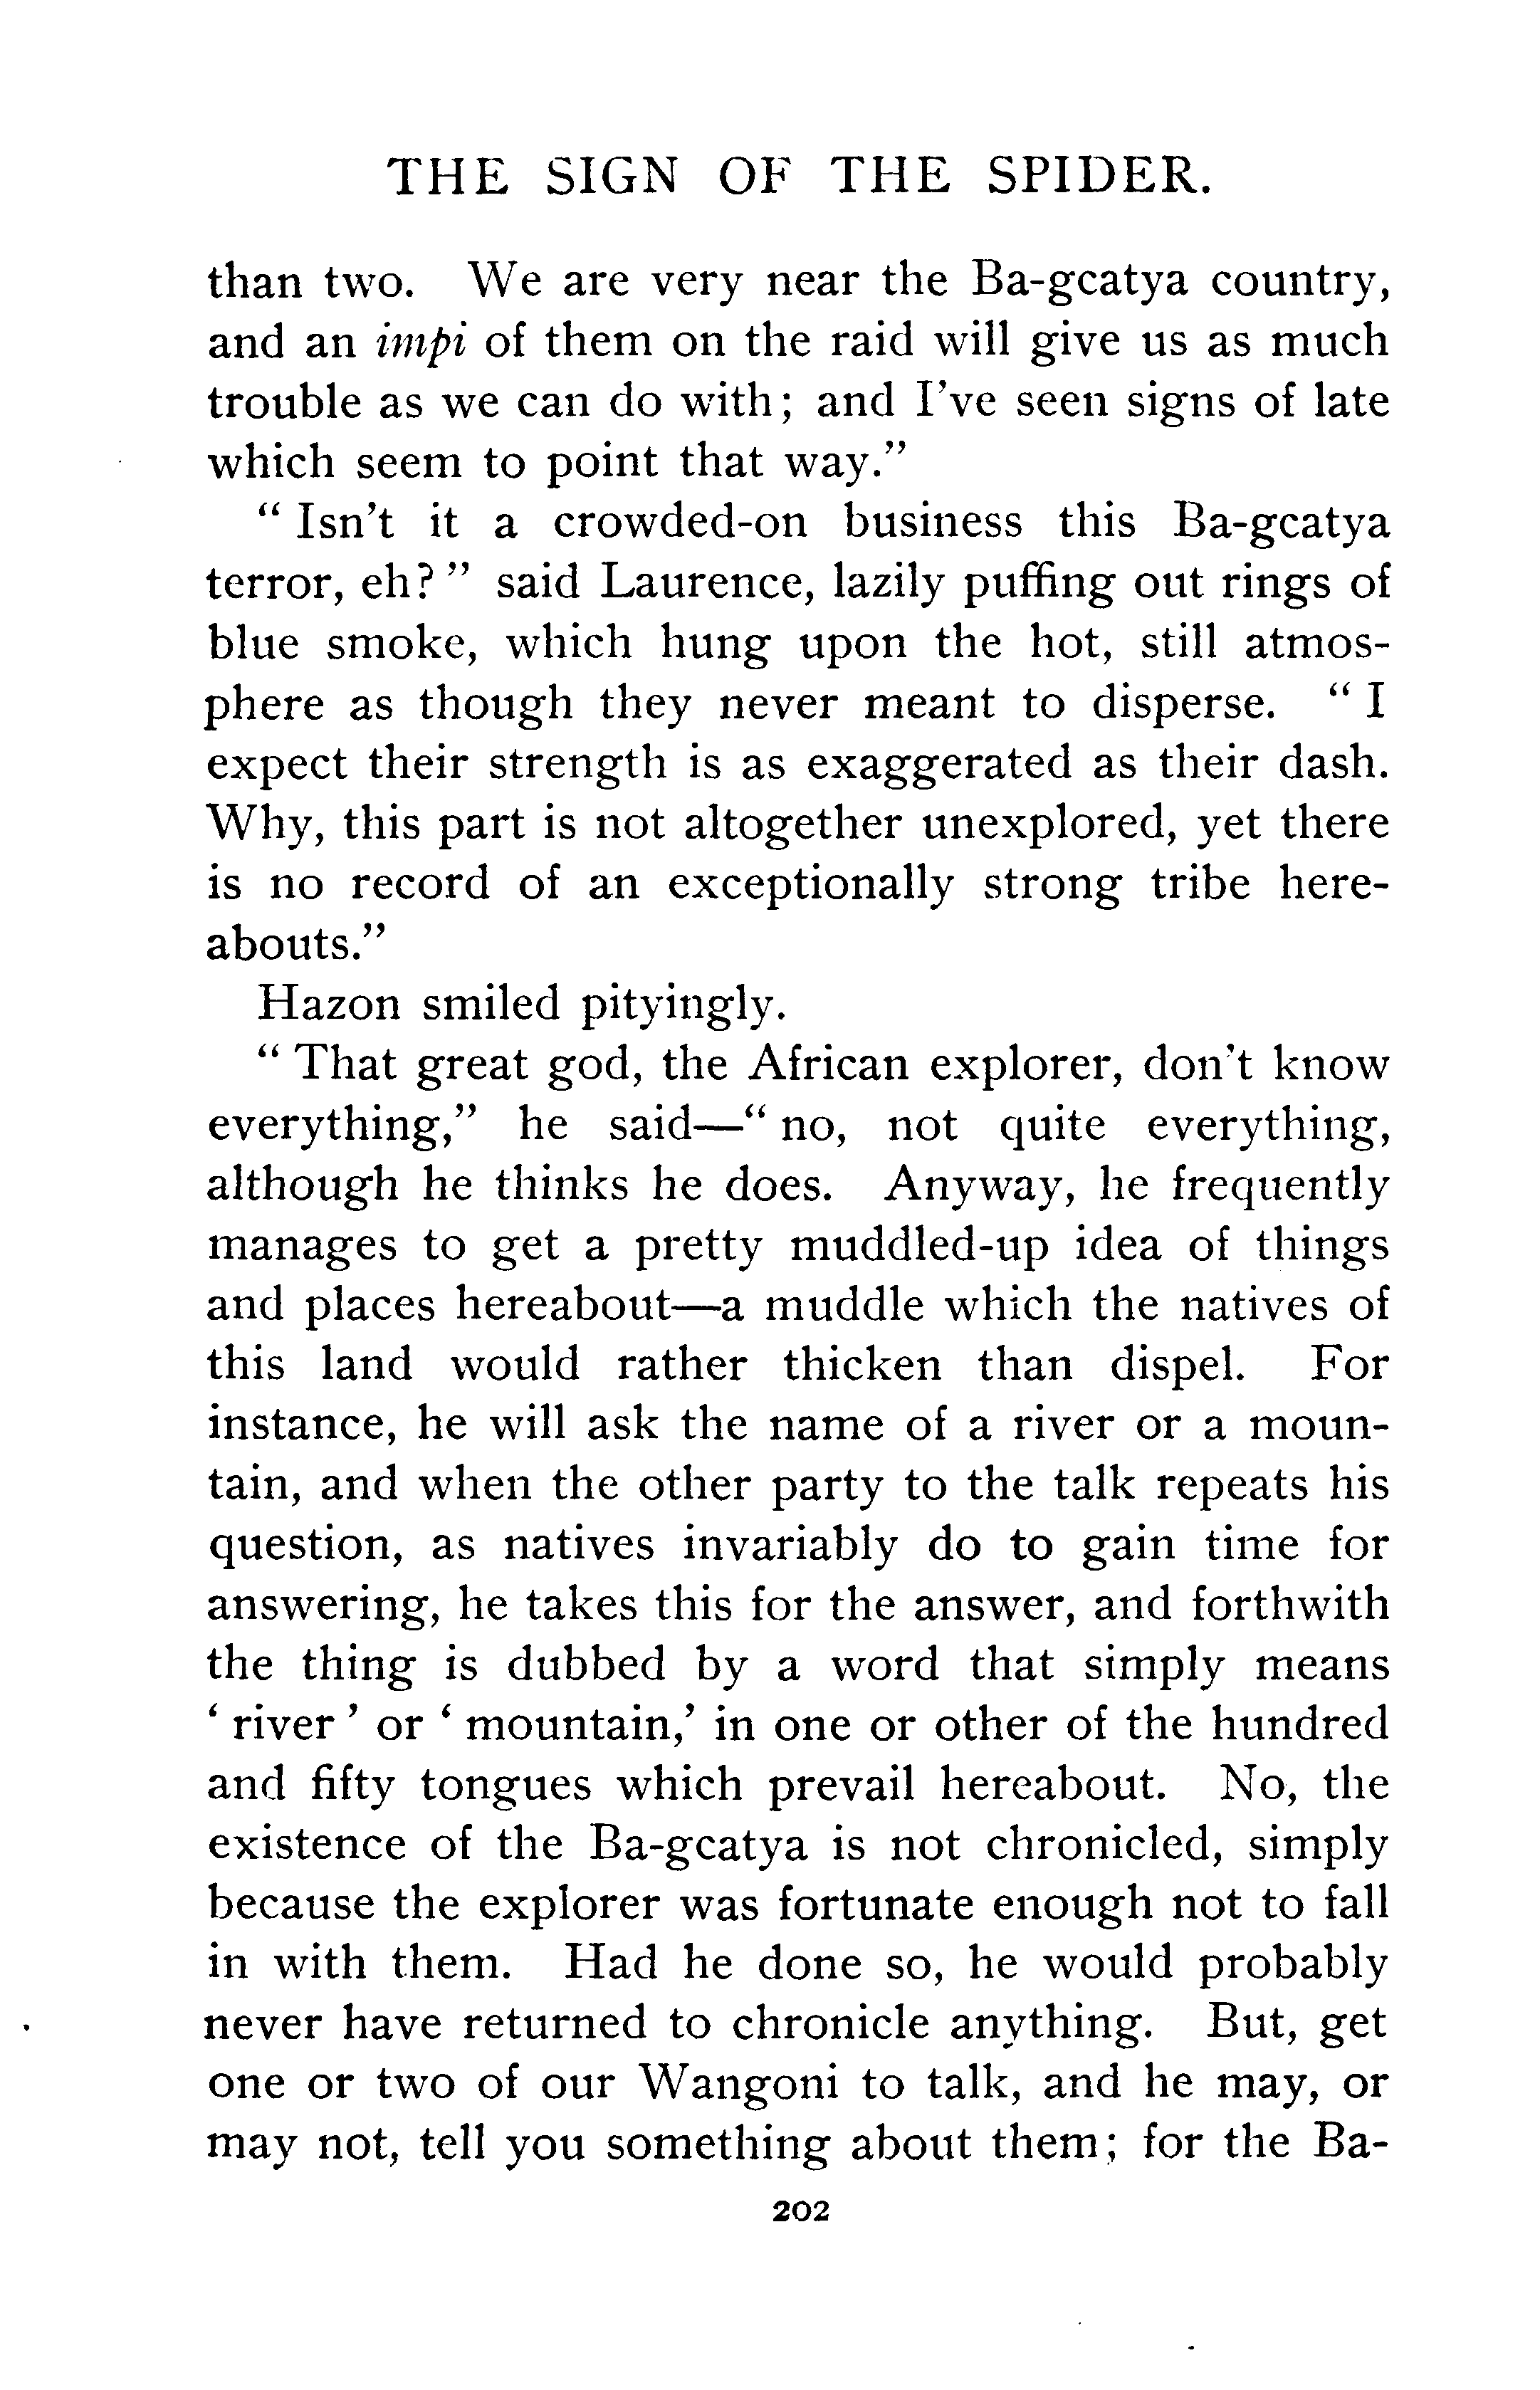 THE SIGN OF THE SPIDER.
than two. We are very near the Ba-gcatya country,
and an impi of them on the raid will give us as much
trouble as we can do with; and I've seen signs of late
which seem to point that way."
"Isn't it a crowded-on business this Ba-gcatya
terror, eh?" said Laurence, lazily puffing out rings of
blue smoke, which hung upon the hot, still atmos-
phere as though they never meant to disperse. "I
expect their strength is as exaggerated as their dash.
Why, this part is not altogether unexplored, yet there
is no record of an exceptionally strong tribe here-
abouts."
Hazon smiled pityingly.
"That great god, the African explorer, don't know
everything," he said—"no, not quite everything,
although he thinks he does. Anyway, he frequently
manages to get a pretty muddled-up idea of things
and places hereabout—a muddle which the natives of
this land would rather thicken than dispel. For
instance, he will ask the name of a river or a moun-
tain, and when the other party to the talk repeats his
question, as natives invariably do to gain time for
answering, he takes this for the answer, and forthwith
the thing is dubbed by a word that simply means
'river' or 'mountain,' in one or other of the hundred
and fifty tongues which prevail hereabout. No, the
existence of the Ba-gcatya is not chronicled, simply
because the explorer was fortunate enough not to fall
in with them. Had he done so, he would probably
never have returned to chronicle anything. But, get
one or two of our Wangoni to talk, and he may, or
may not, tell you something about them; for the Ba-
202